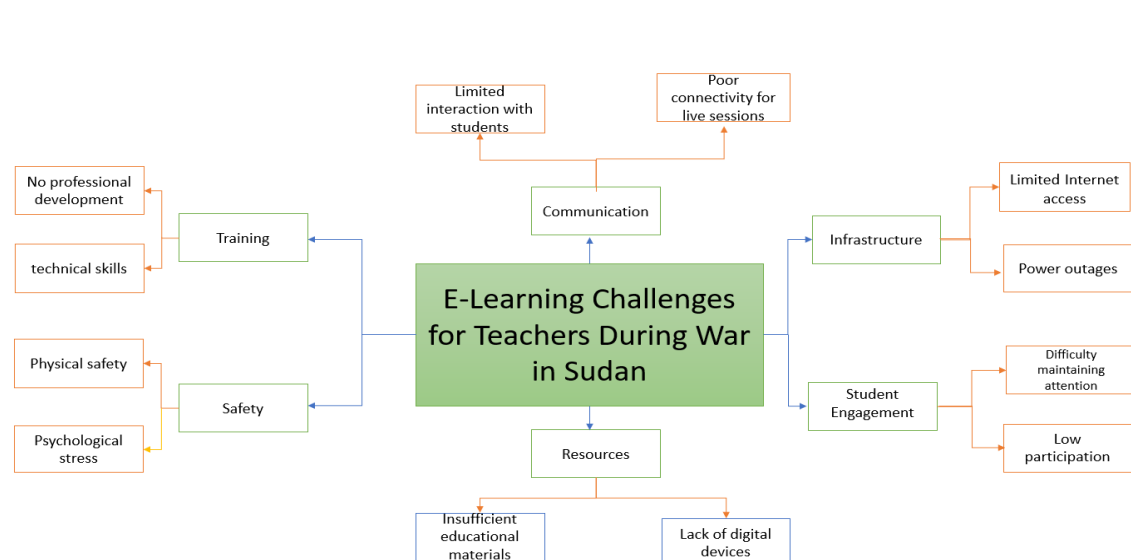 Limited
interaction with
students
Poor
connectivity for
live sessions
No professional
development
technical skills
Training
Communication
Infrastructure
Limited Internet
access
Power outages
E-Learning Challenges
for Teachers During War
in Sudan
Physical safety
Psychological
stress
Safety
Resources
Student
Engagement
Difficulty
maintaining
attention
Low
participation
Insufficient
educational
materials
Lack of digital
devices